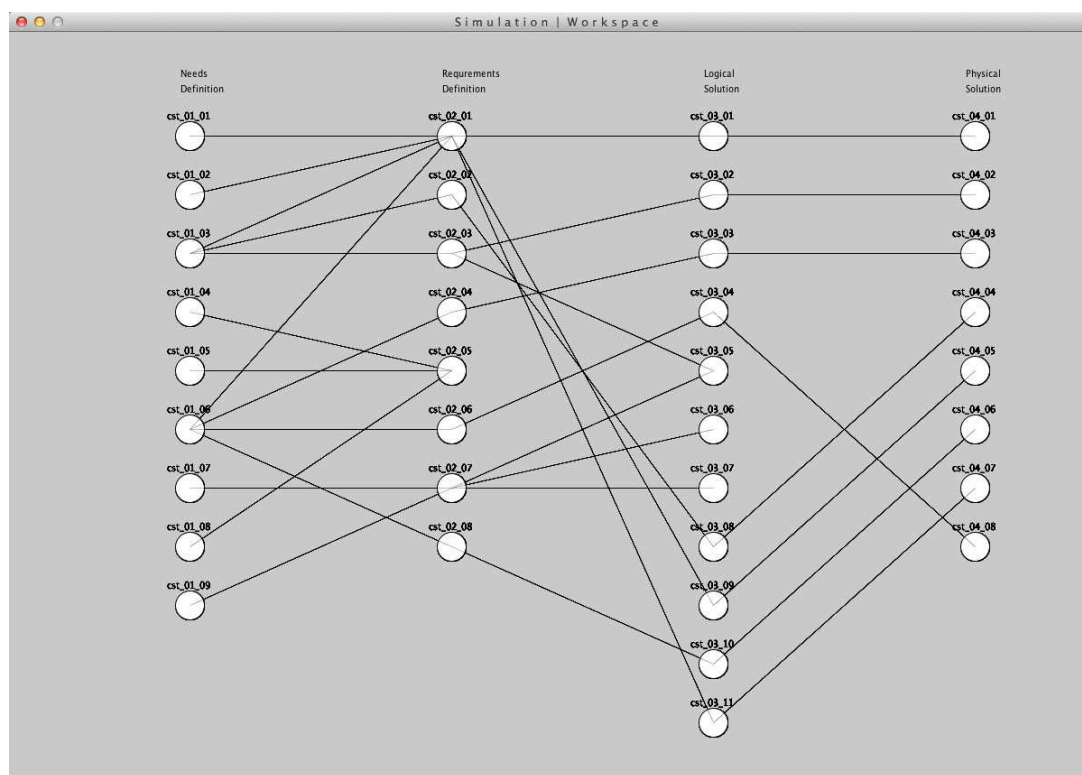 Simulation | Workspace
Needs
Definition
Requrements
Definition
Logical
Solution
Physical
Solution
cst_01_01
cst_02_01
cst_03_01
cst_04_01
cst_01_02
cst_02_02
cst_03_02
cst_04_02
cst_01_03
cst_02_03
cst_03_03
cst_04_03
cst_01_04
cst_02_04
cst_03_04
cst_04_04
cst_01_05
cst_02_05
cst_03_05
cst_04_05
cst_01_06
cst_02_06
cst_03_06
cst_04_06
cst_01_07
cst_02_07
cst_03_07
cst_04_07
cst_01_08
cst_02_08
cst_03_08
cst_04_08
cst_01_09
cst_03_09
cst_03_10
cst_03_11